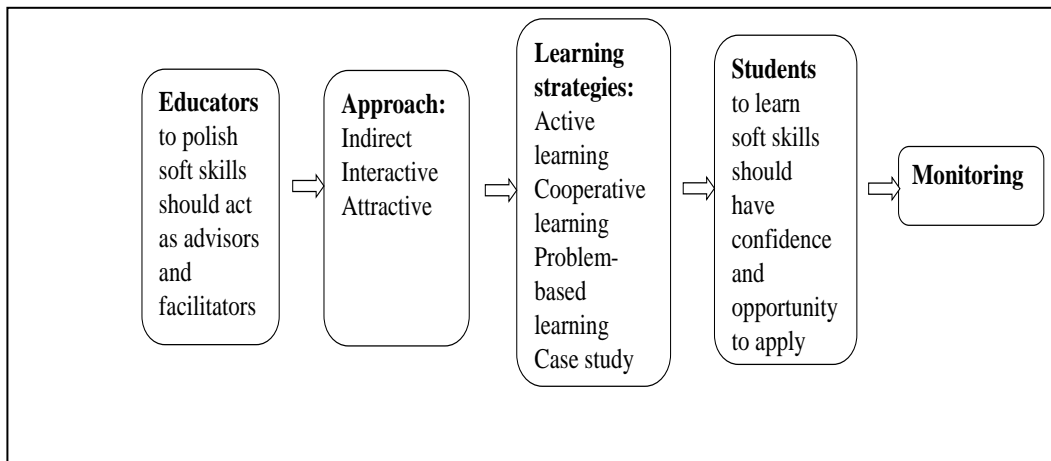 Educators
to polish
soft skills
should act
as advisors
and
facilitators
Approach:
Indirect
Interactive
Attractive
Learning
strategies:
Active
learning
Cooperative
learning
Problem-
based
learning
Case study
Students
to learn
soft skills
should
have
confidence
and
opportunity
to apply
Monitoring